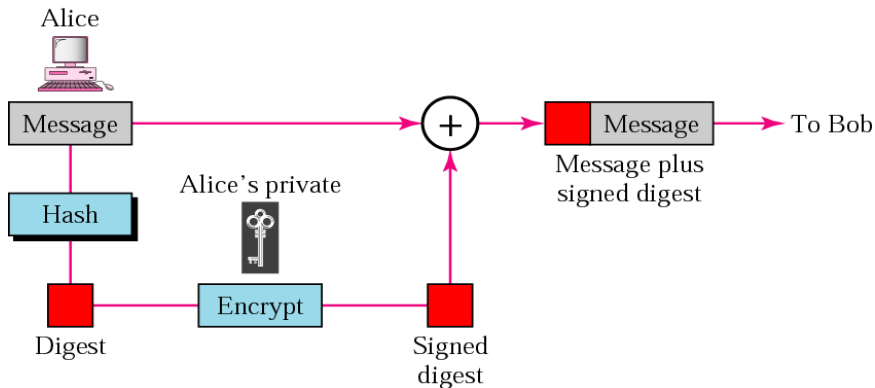 Alice
Message
+
Message
To Bob
Message plus
signed digest
Alice’s private
Hash
Encrypt
Digest
Signed
digest